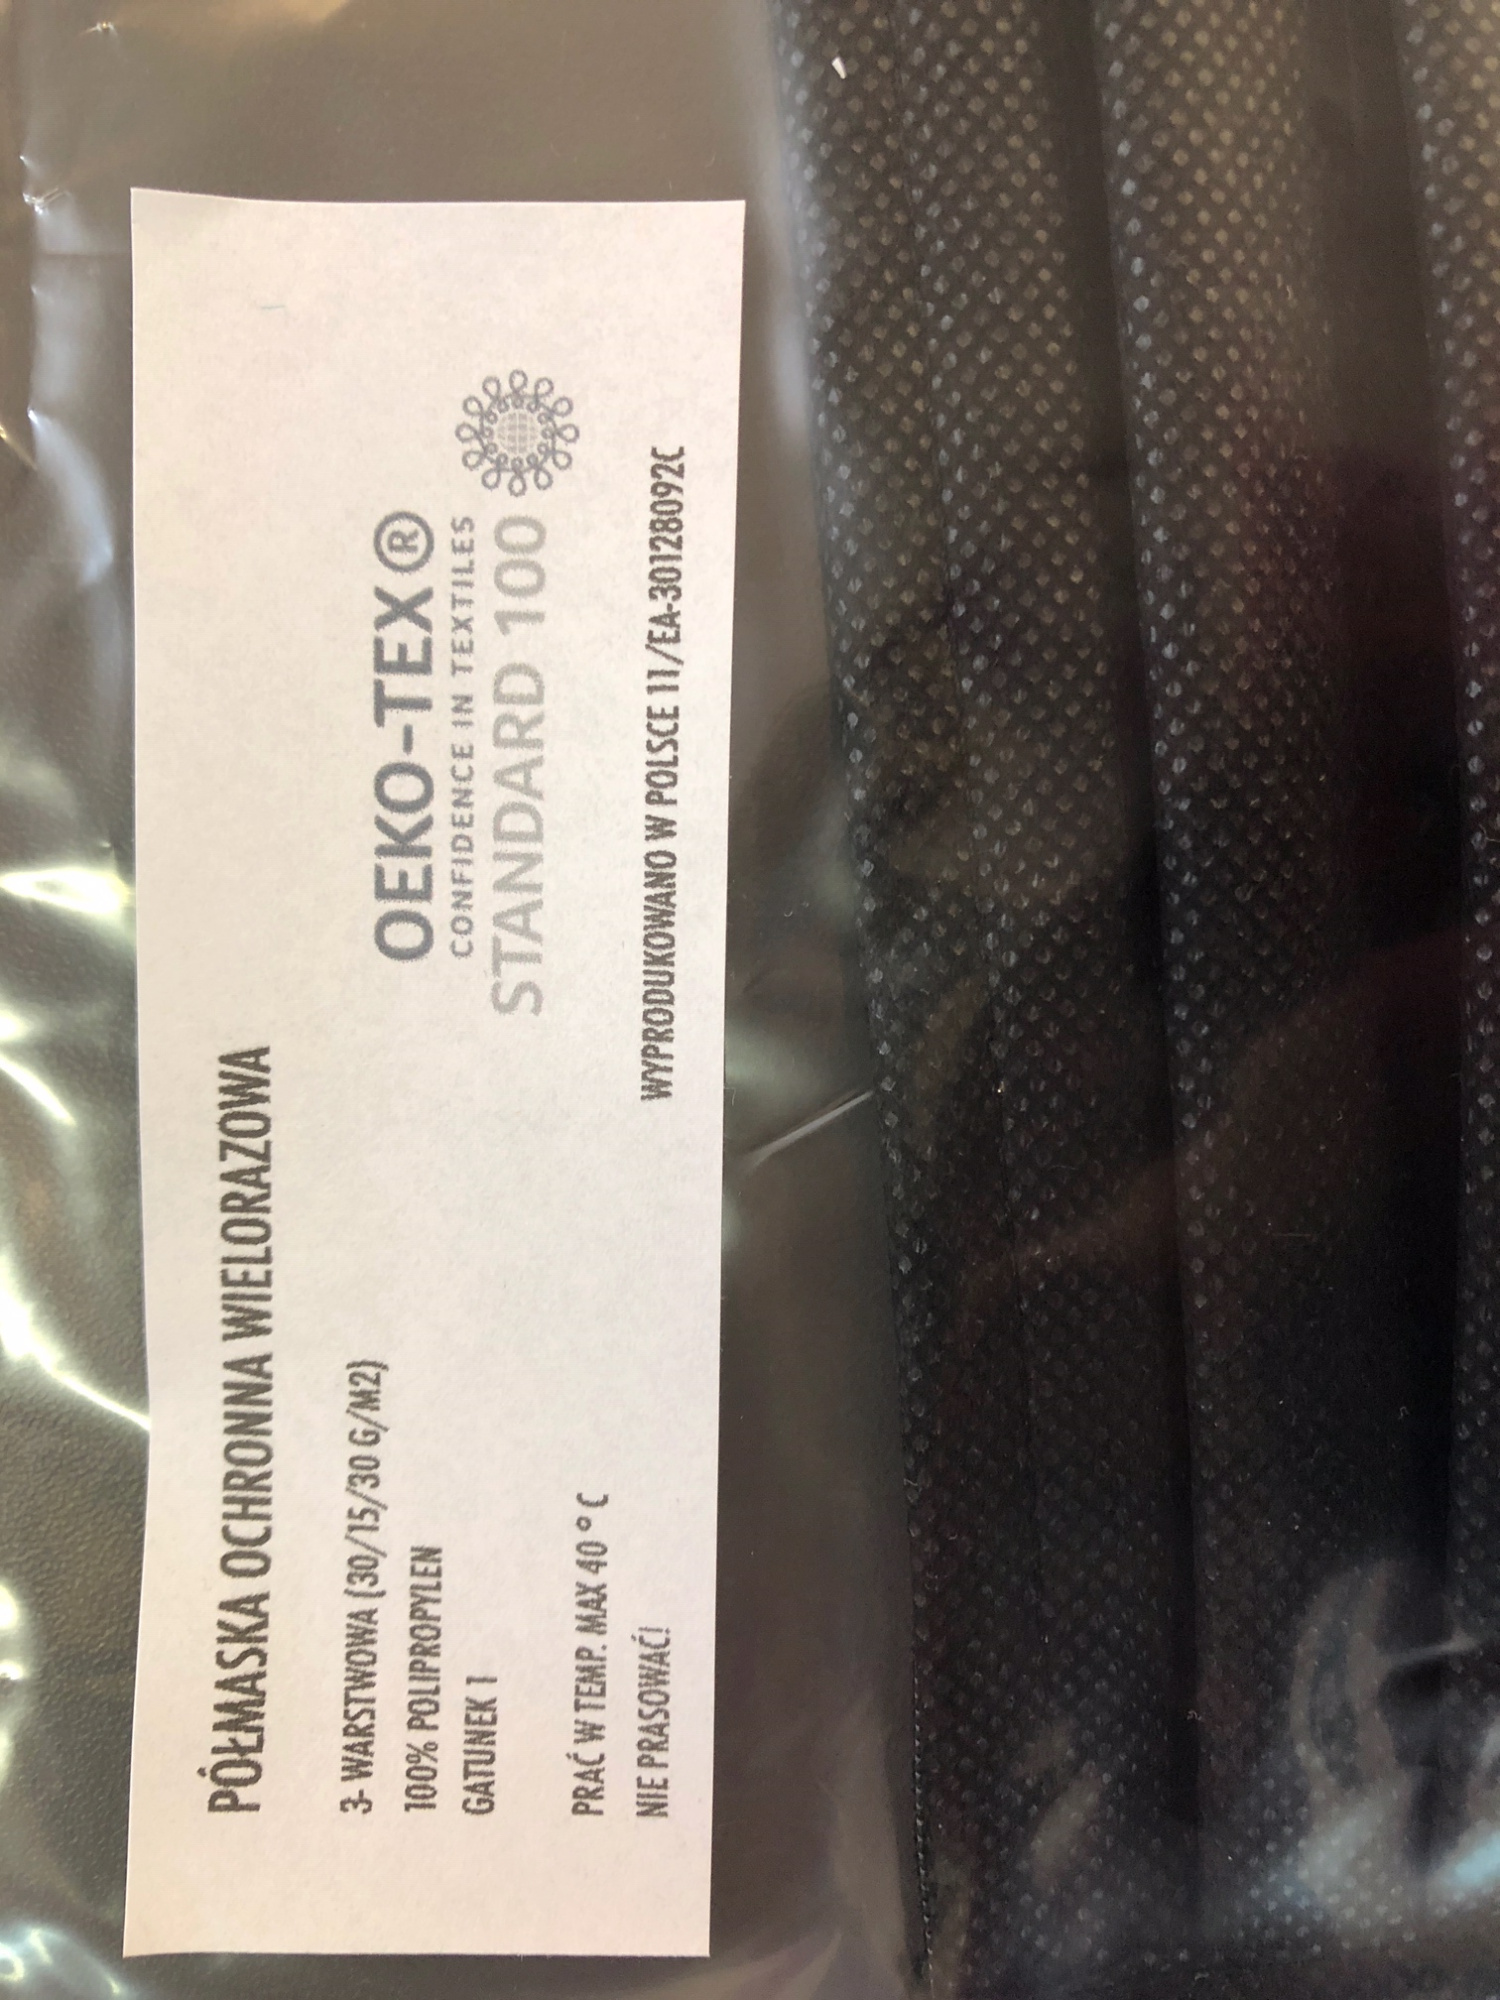 PÓŁMASKA OCHRONNA WIELORAZOWA
3- WARSTWOWA (30/15/30 G/M2)
100% POLIPROPYLEN
GATUNEK 1
OEKO-TEX®
CONFIDENCE IN TEXTILES
STANDARD 100
PRAĆ W TEMP. MAX 40 ° C
NIE PRASOWAĆ!
WYPRODUKOWANO W POLSCE 11/EA-30128092C